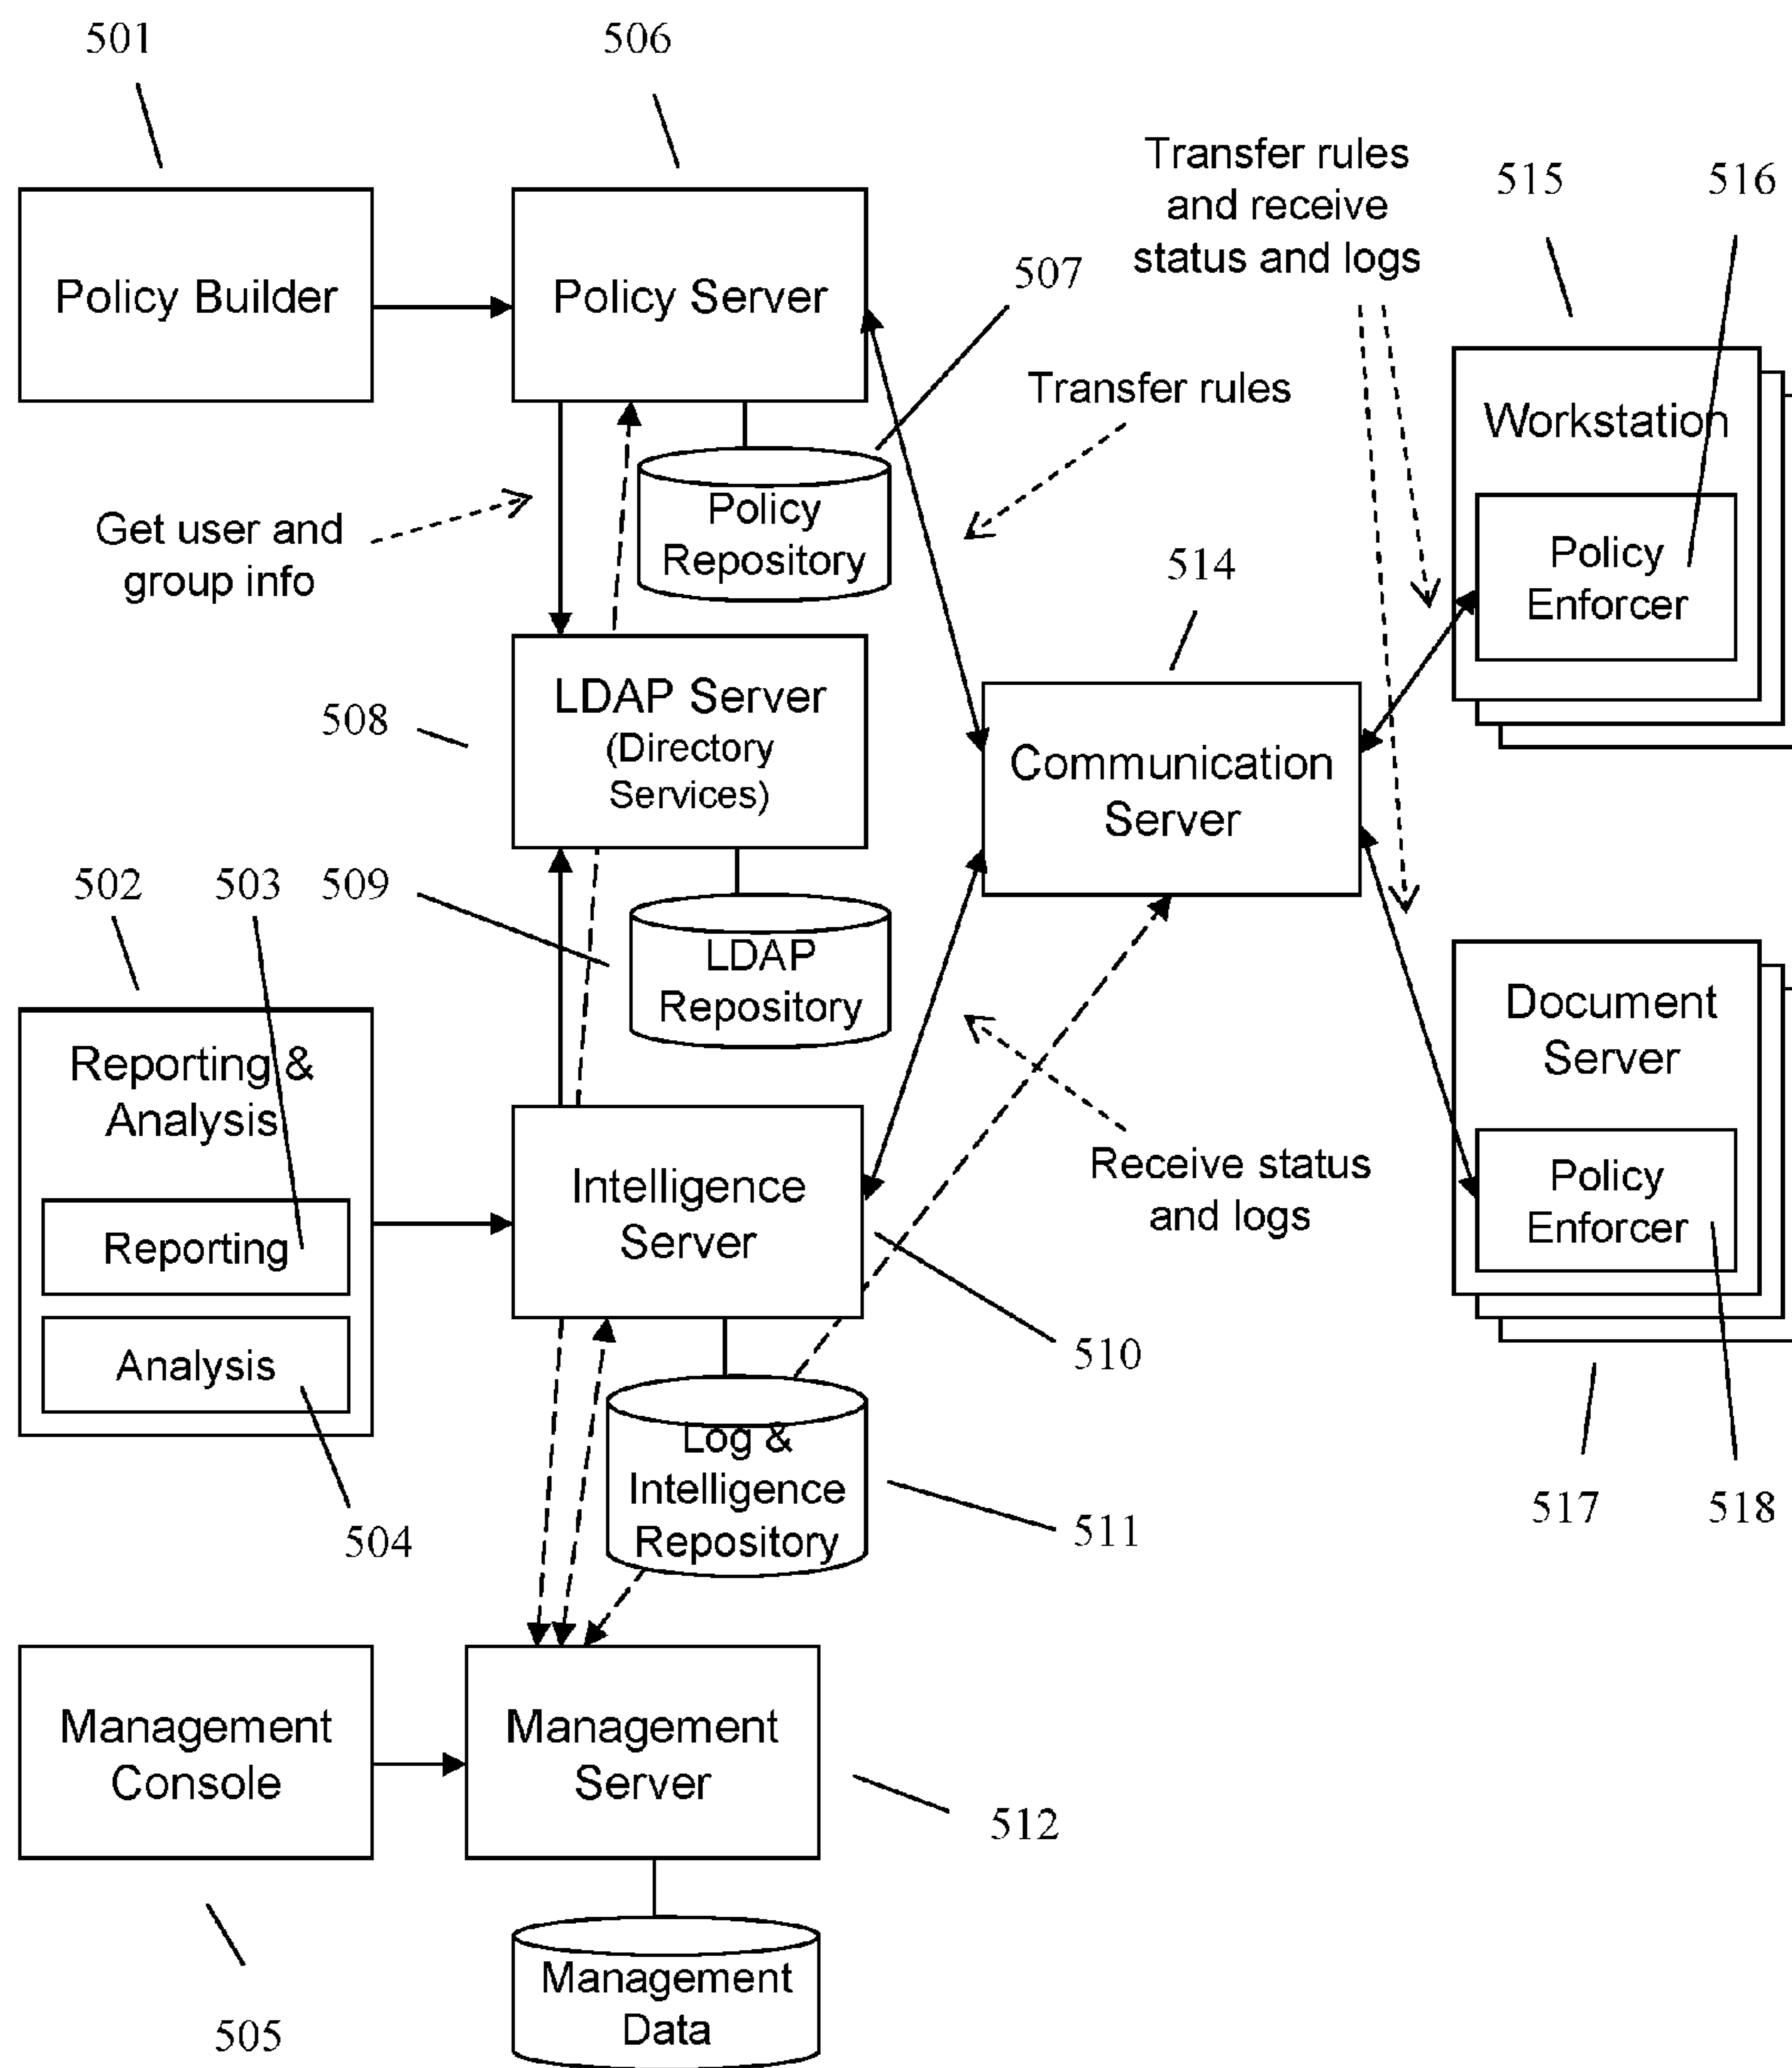 501
506
Transfer rules
and receive
status and logs
515
516
Policy Builder
Policy Server
507
Transfer rules
Workstation
Get user and
group info
Policy
Repository
514
Policy
Enforcer
508
LDAP Server
(Directory
Services)
Communication
Server
502
503
509
LDAP
Repository
Document
Server
Reporting &
Analysis
Reporting
Analysis
Intelligence
Server
Receive status
and logs
Policy
Enforcer
510
504
Log &
Intelligence
Repository
511
517
518
Management
Console
Management
Server
512
505
Management
Data